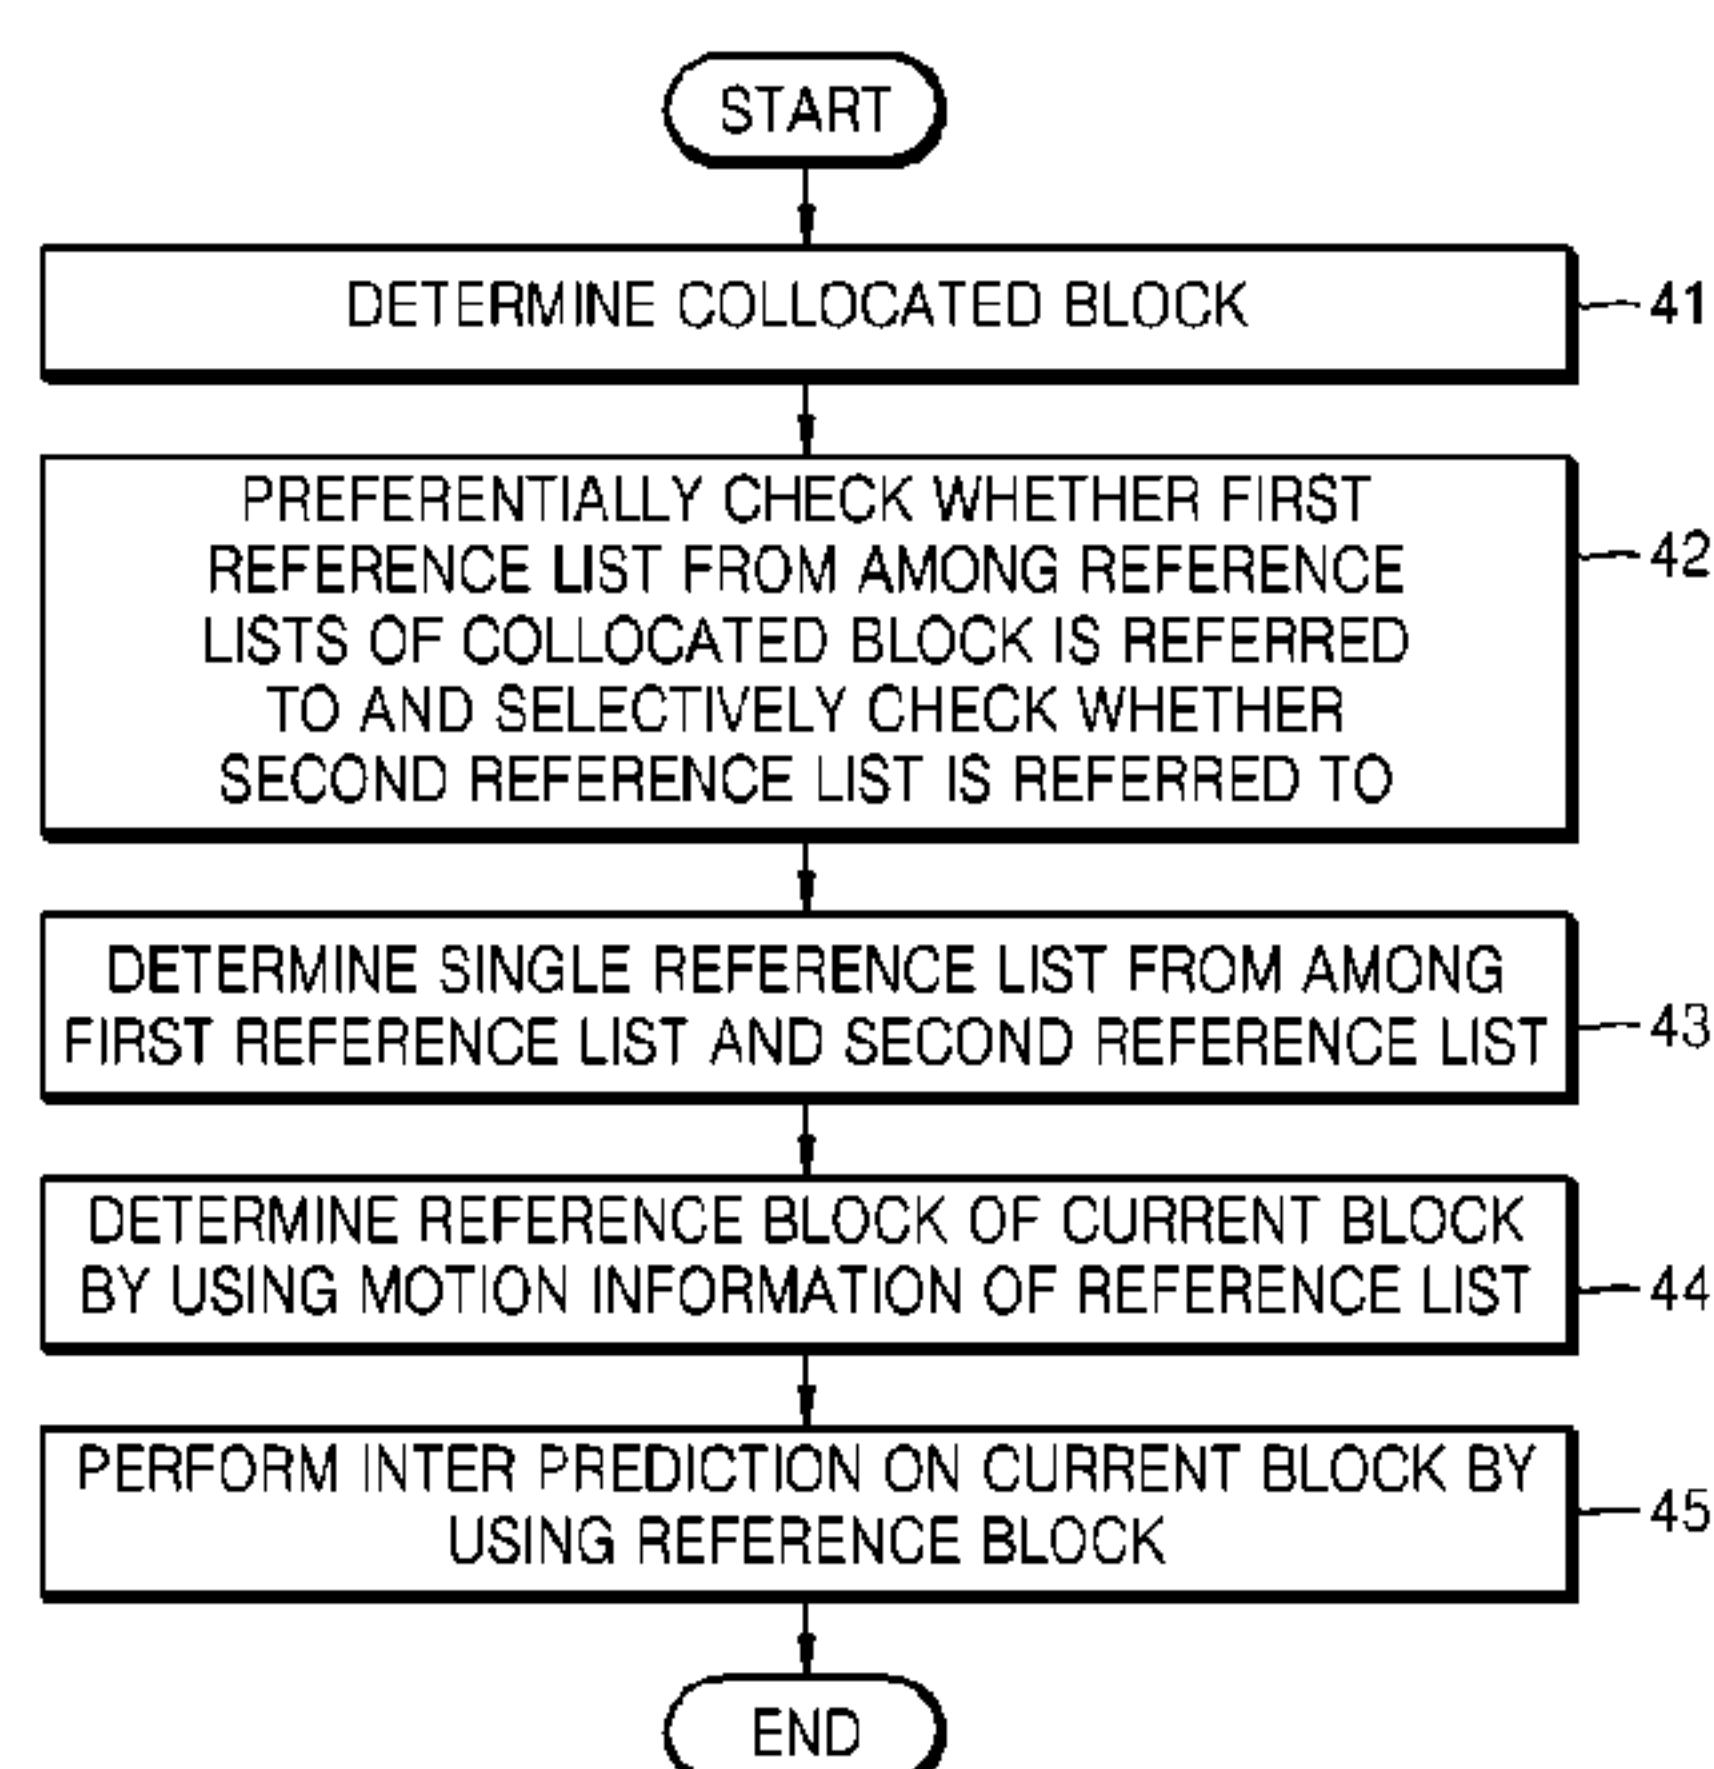 START
DETERMINE COLLOCATED BLOCK
41
PREFERENTIALLY CHECK WHETHER FIRST
REFERENCE LIST FROM AMONG REFERENCE
LISTS OF COLLOCATED BLOCK IS REFERRED
TO AND SELECTIVELY CHECK WHETHER
SECOND REFERENCE LIST IS REFERRED TO
42
DETERMINE SINGLE REFERENCE LIST FROM AMONG
FIRST REFERENCE LIST AND SECOND REFERENCE LIST
43
DETERMINE REFERENCE BLOCK OF CURRENT BLOCK
BY USING MOTION INFORMATION OF REFERENCE LIST
44
PERFORM INTER PREDICTION ON CURRENT BLOCK BY
USING REFERENCE BLOCK
45
END